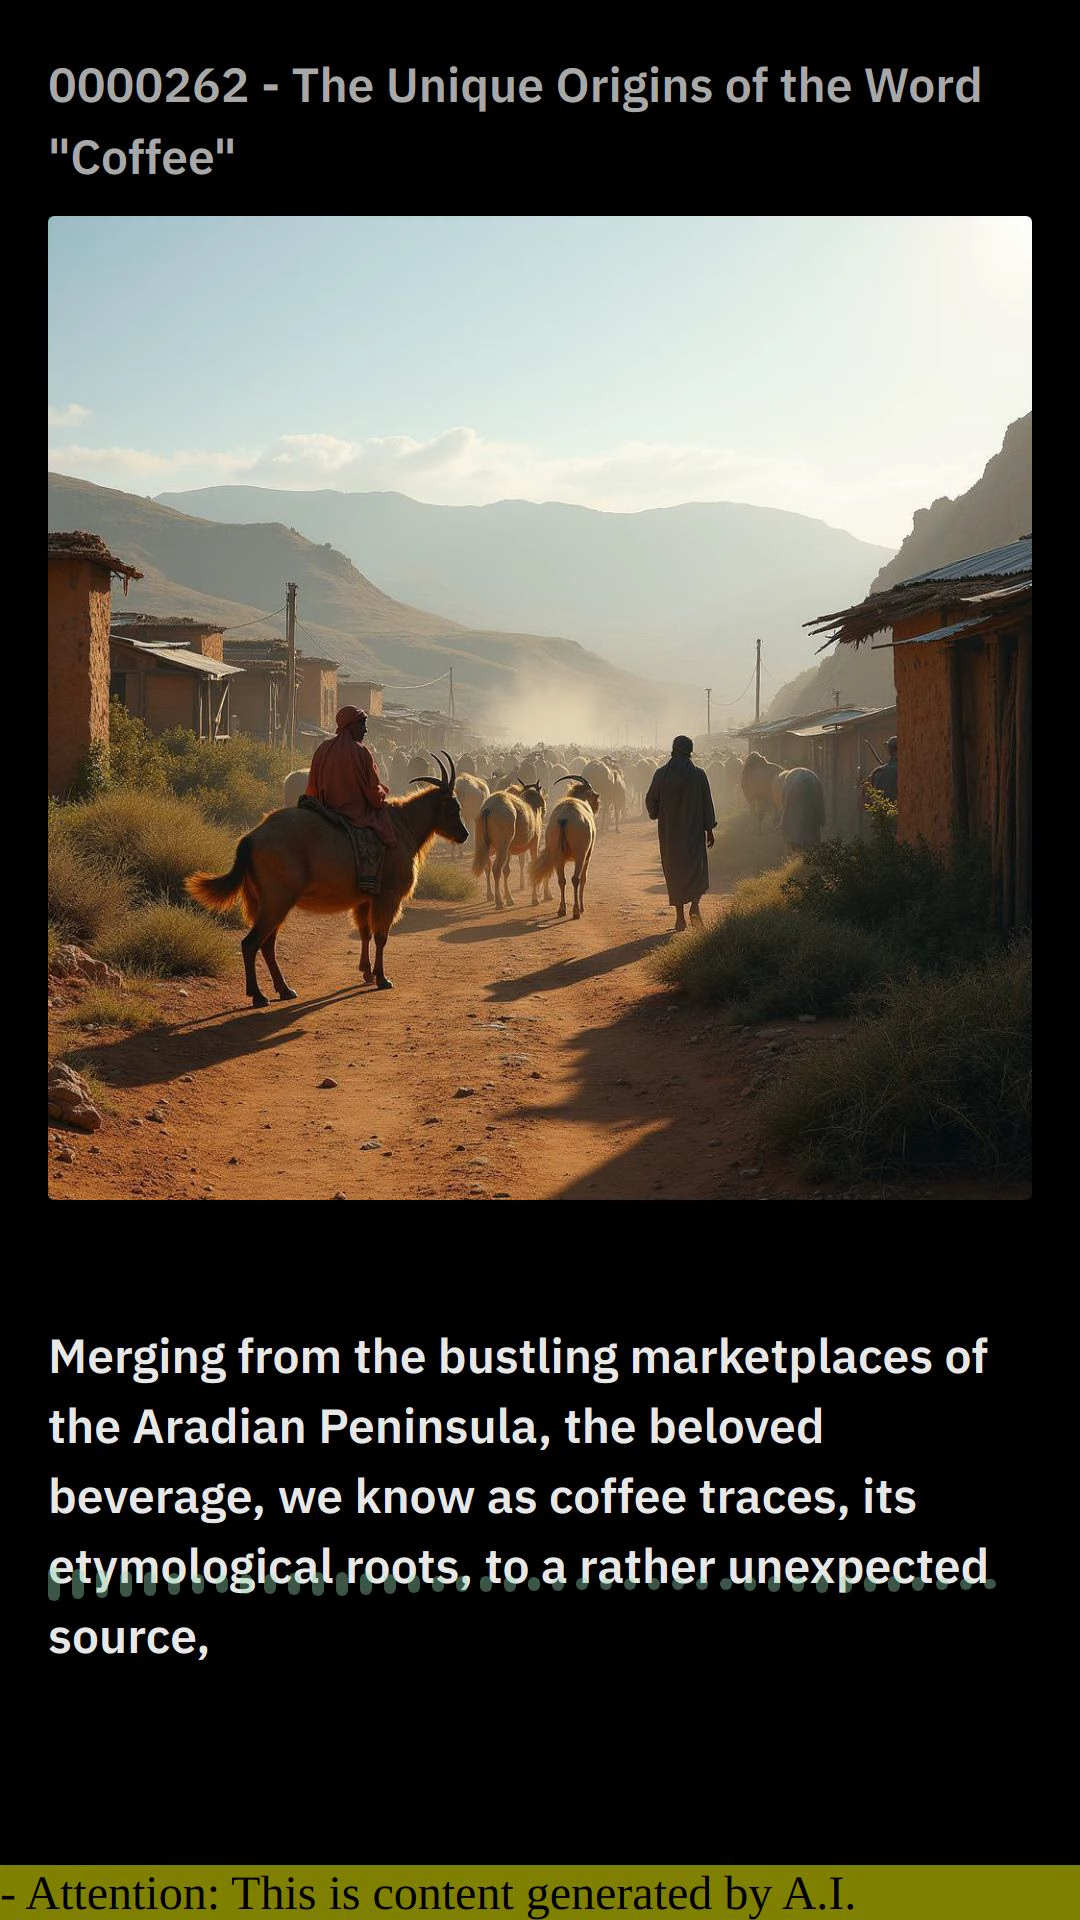 0000262 - The Unique Origins of the Word
"Coffee"
Merging from the bustling marketplaces of
the Aradian Peninsula, the beloved
beverage, we know as coffee traces, its
etymological roots, to a rather unexpected
source,
- Attention: This is content generated by A.I.